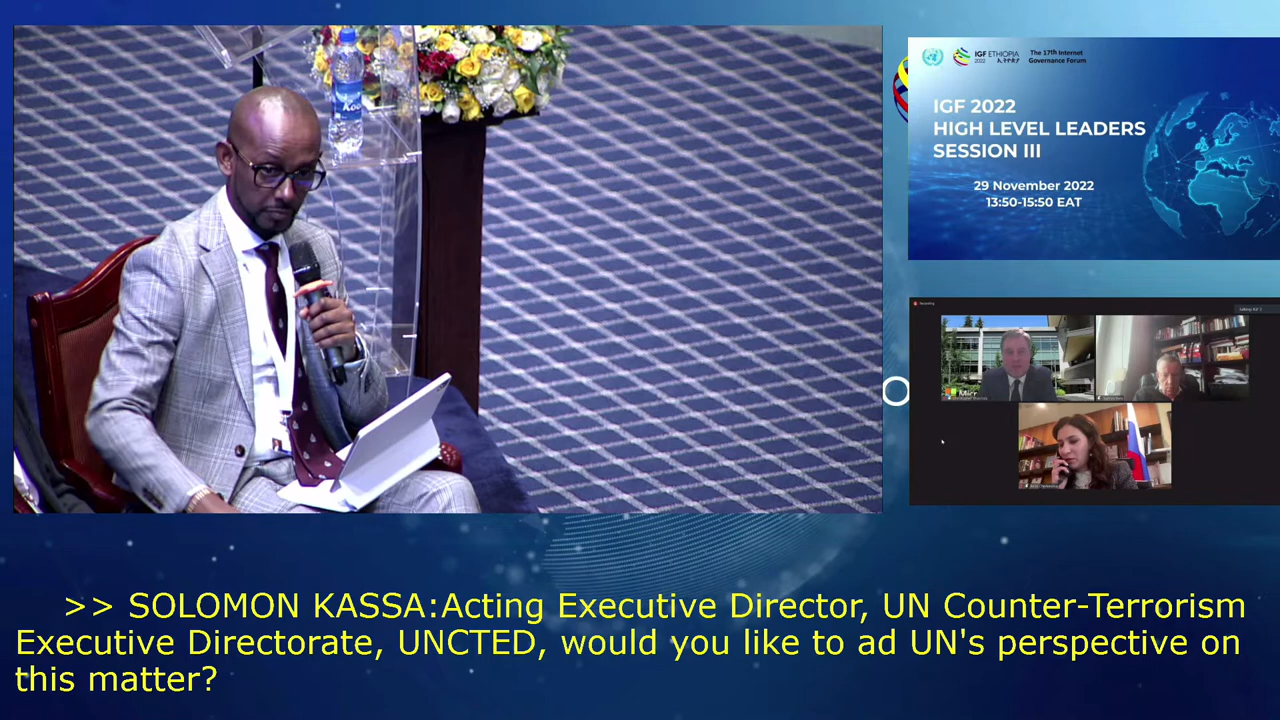 IGF ETHIOPIA
2022 ኢትዮጵያ
The 17th Internet
Governance Forum
IGF 2022
HIGH LEVEL LEADERS
SESSION III
29 November 2022
13:50-15:50 EAT
Recording
>> SOLOMON KASSA:Acting Executive Director, UN Counter-Terrorism
Executive Directorate, UNCTED, would you like to ad UN's perspective on
this matter?